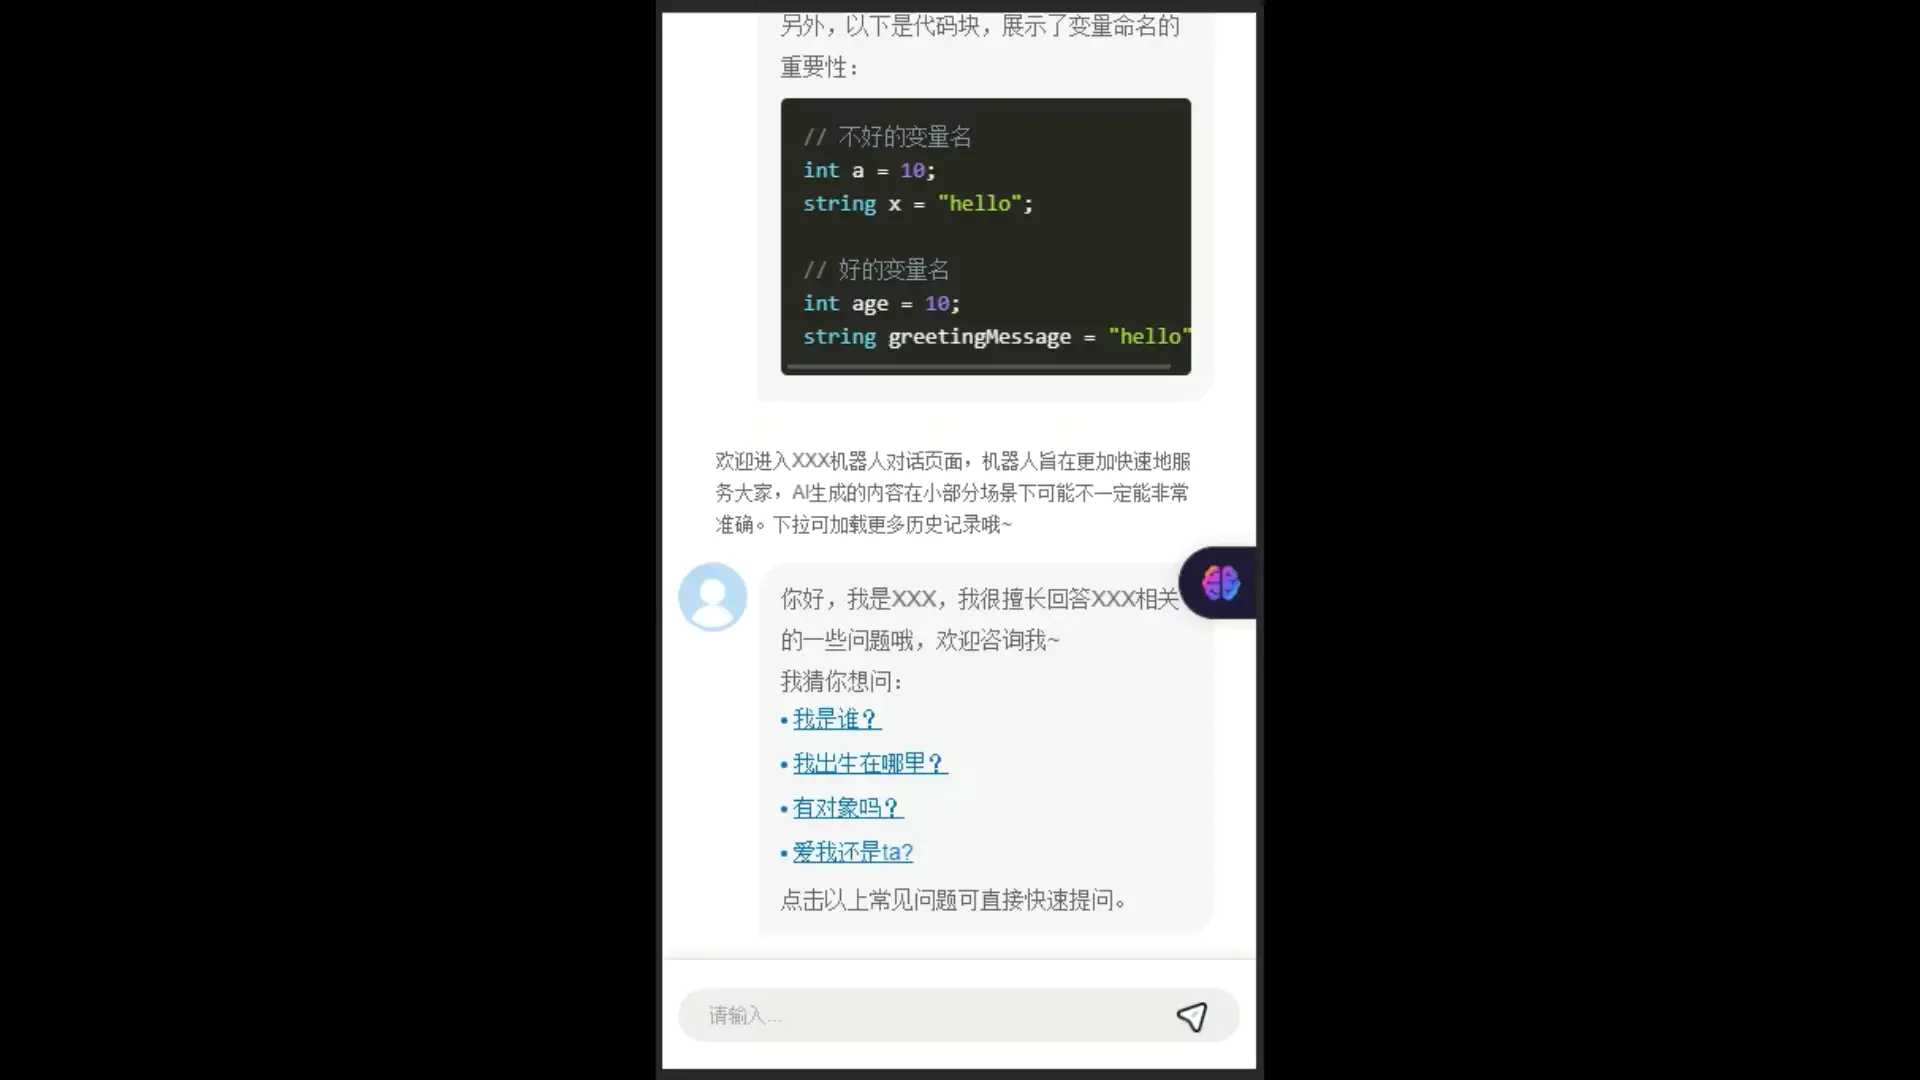 另外，以下是代码块，展示了变量命名的
重要性：
// 不好的变量名
int a = 10;
string x = "hello";
// 好的变量名
int age = 10;
string greetingMessage = "hello"
欢迎进入XXX机器人对话页面，机器人旨在更加快速地服
务大家，AI生成的内容在小部分场景下可能不一定能非常
准确。下拉可加载更多历史记录哦~
你好，我是XXX，我很擅长回答XXX相关
的一些问题哦，欢迎咨询我~
我猜你想问：
• 我是谁？
• 我出生在哪里？
• 有对象吗？
• 爱我还是ta?
点击以上常见问题可直接快速提问。
请输入...